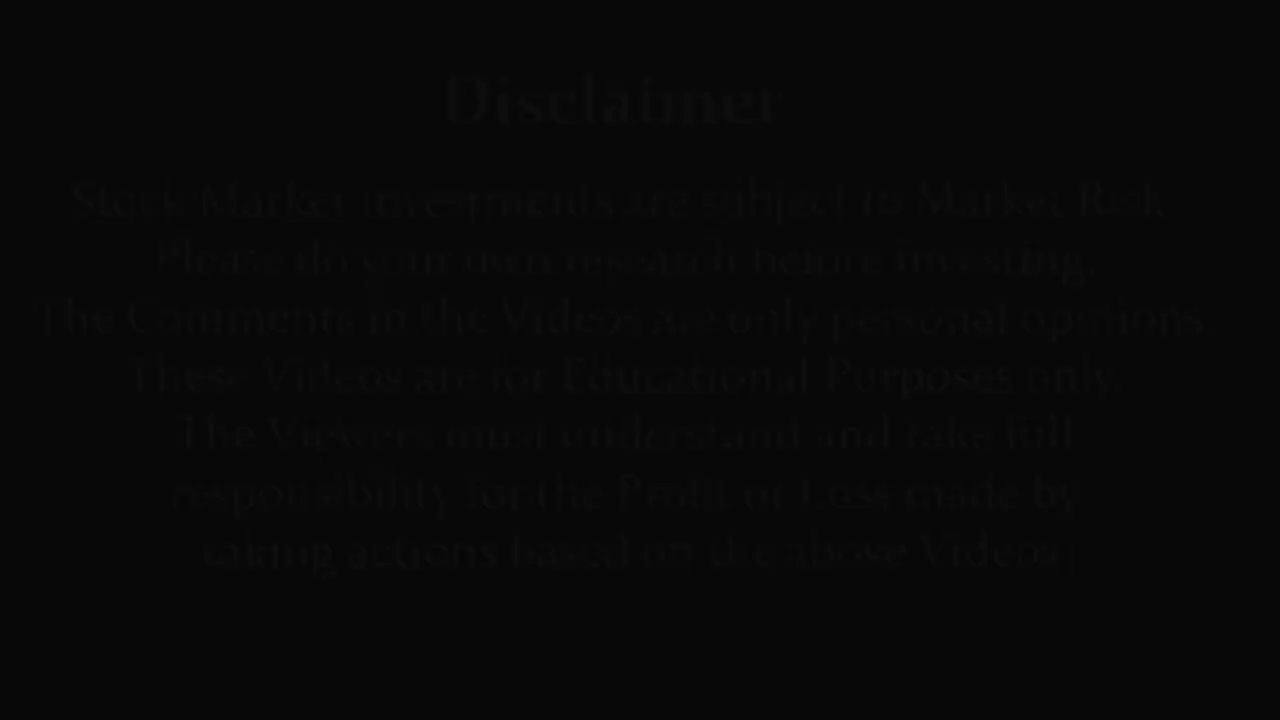 Disclaimer
Stock Market investments are subject to Market Risk
Please do your own research before investing.
The Comments in the Videos are only personal opinions.
These Videos are for Educational Purposes only.
The Viewers must understand and take full
responsibility for the Profit or Loss made by
taking actions based on the above Videos